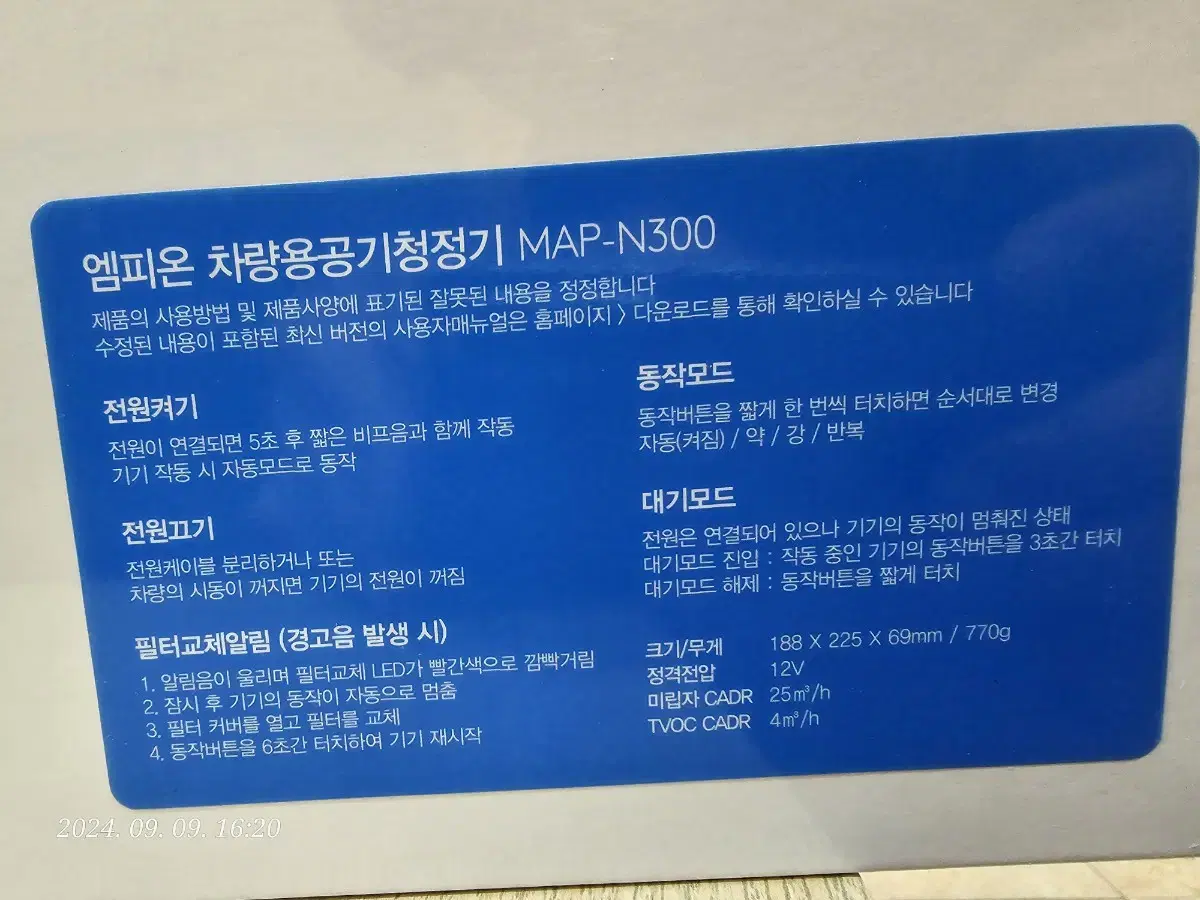 엠피온 차량용공기청정기 MAP-N300
제품의 사용방법 및 제품사양에 표기된 잘못된 내용을 정정합니다
수정된 내용이 포함된 최신 버전의 사용자매뉴얼은 홈페이지 > 다운로드를 통해 확인하실 수 있습니다
전원켜기
전원이 연결되면 5초 후 짧은 비프음과 함께 작동
기기 작동 시 자동모드로 동작
전원끄기
전원케이블 분리하거나 또는
차량의 시동이 꺼지면 기기의 전원이 꺼짐
필터교체알림 (경고음 발생 시)
1. 알림음이 울리며 필터교체 LED가 빨간색으로 깜빡거림
2. 잠시 후 기기의 동작이 자동으로 멈춤
3. 필터 커버를 열고 필터를 교체
4. 동작버튼을 6초간 터치하여 기기 재시작
동작모드
동작버튼을 짧게 한 번씩 터치하면 순서대로 변경
자동(켜짐) / 약 / 강 / 반복
대기모드
전원은 연결되어 있으나 기기의 동작이 멈춰진 상태
대기모드 진입 : 작동 중인 기기의 동작버튼을 3초간 터치
대기모드 해제 : 동작버튼을 짧게 터치
크기/무게 188 X 225 X 69mm / 770g
정격전압 12V
미립자 CADR 25㎥/h
TVOC CADR 4㎥/h
2024. 09. 09. 16:20